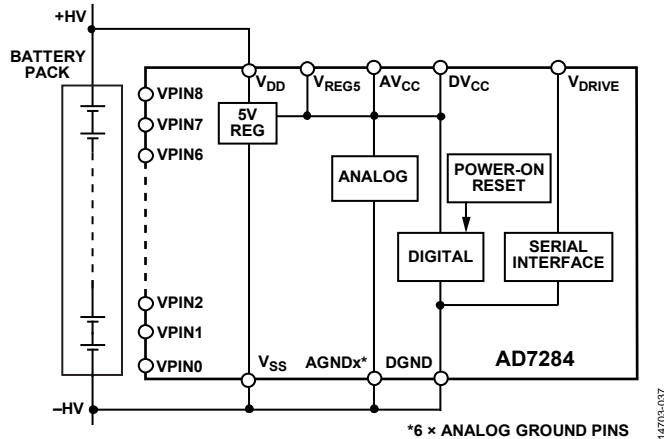 +HV
BATTERY
PACK
VDD
VREG5
AVCC
DVCC
VDRIVE
VPIN8
VPIN7
VPIN6
5V
REG
ANALOG
POWER-ON
RESET
DIGITAL
SERIAL
INTERFACE
VPIN2
VPIN1
VPIN0
VSS
AGNDx*
DGND
AD7284
–HV
*6 × ANALOG GROUND PINS
14703-037